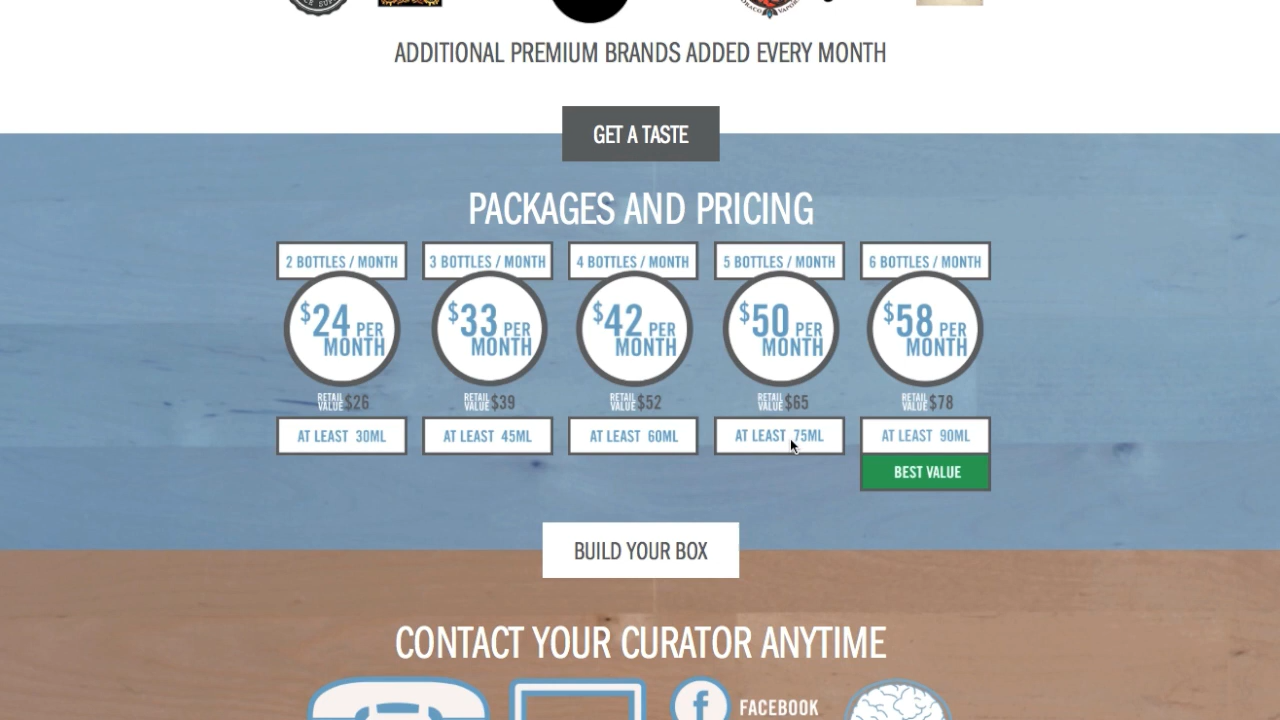 ADDITIONAL PREMIUM BRANDS ADDED EVERY MONTH
GET A TASTE
PACKAGES AND PRICING
2 BOTTLES / MONTH
$24 PER
MONTH
RETAIL
VALUE $26
AT LEAST 30ML
3 BOTTLES / MONTH
$33 PER
MONTH
RETAIL
VALUE $39
AT LEAST 45ML
4 BOTTLES / MONTH
$42 PER
MONTH
RETAIL
VALUE $52
AT LEAST 60ML
5 BOTTLES / MONTH
$50 PER
MONTH
RETAIL
VALUE $65
AT LEAST 75ML
6 BOTTLES / MONTH
$58 PER
MONTH
RETAIL
VALUE $78
AT LEAST 90ML
BEST VALUE
BUILD YOUR BOX
CONTACT YOUR CURATOR ANYTIME
f FACEBOOK